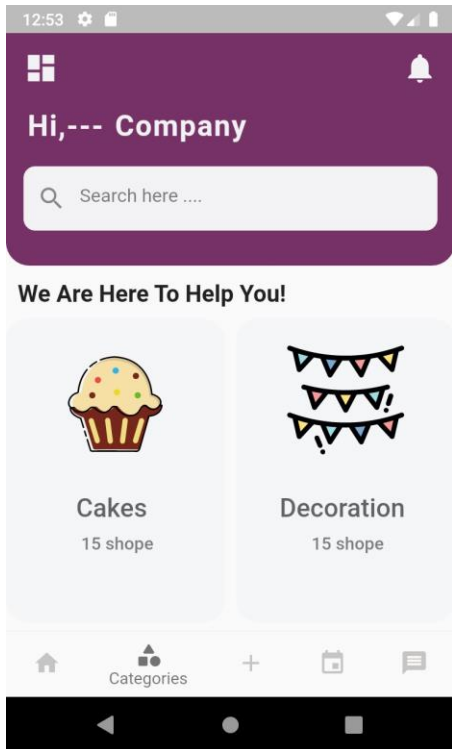 12:53
Hi,--- Company
Search here ....
We Are Here To Help You!
Cakes
15 shope
Decoration
15 shope
Categories